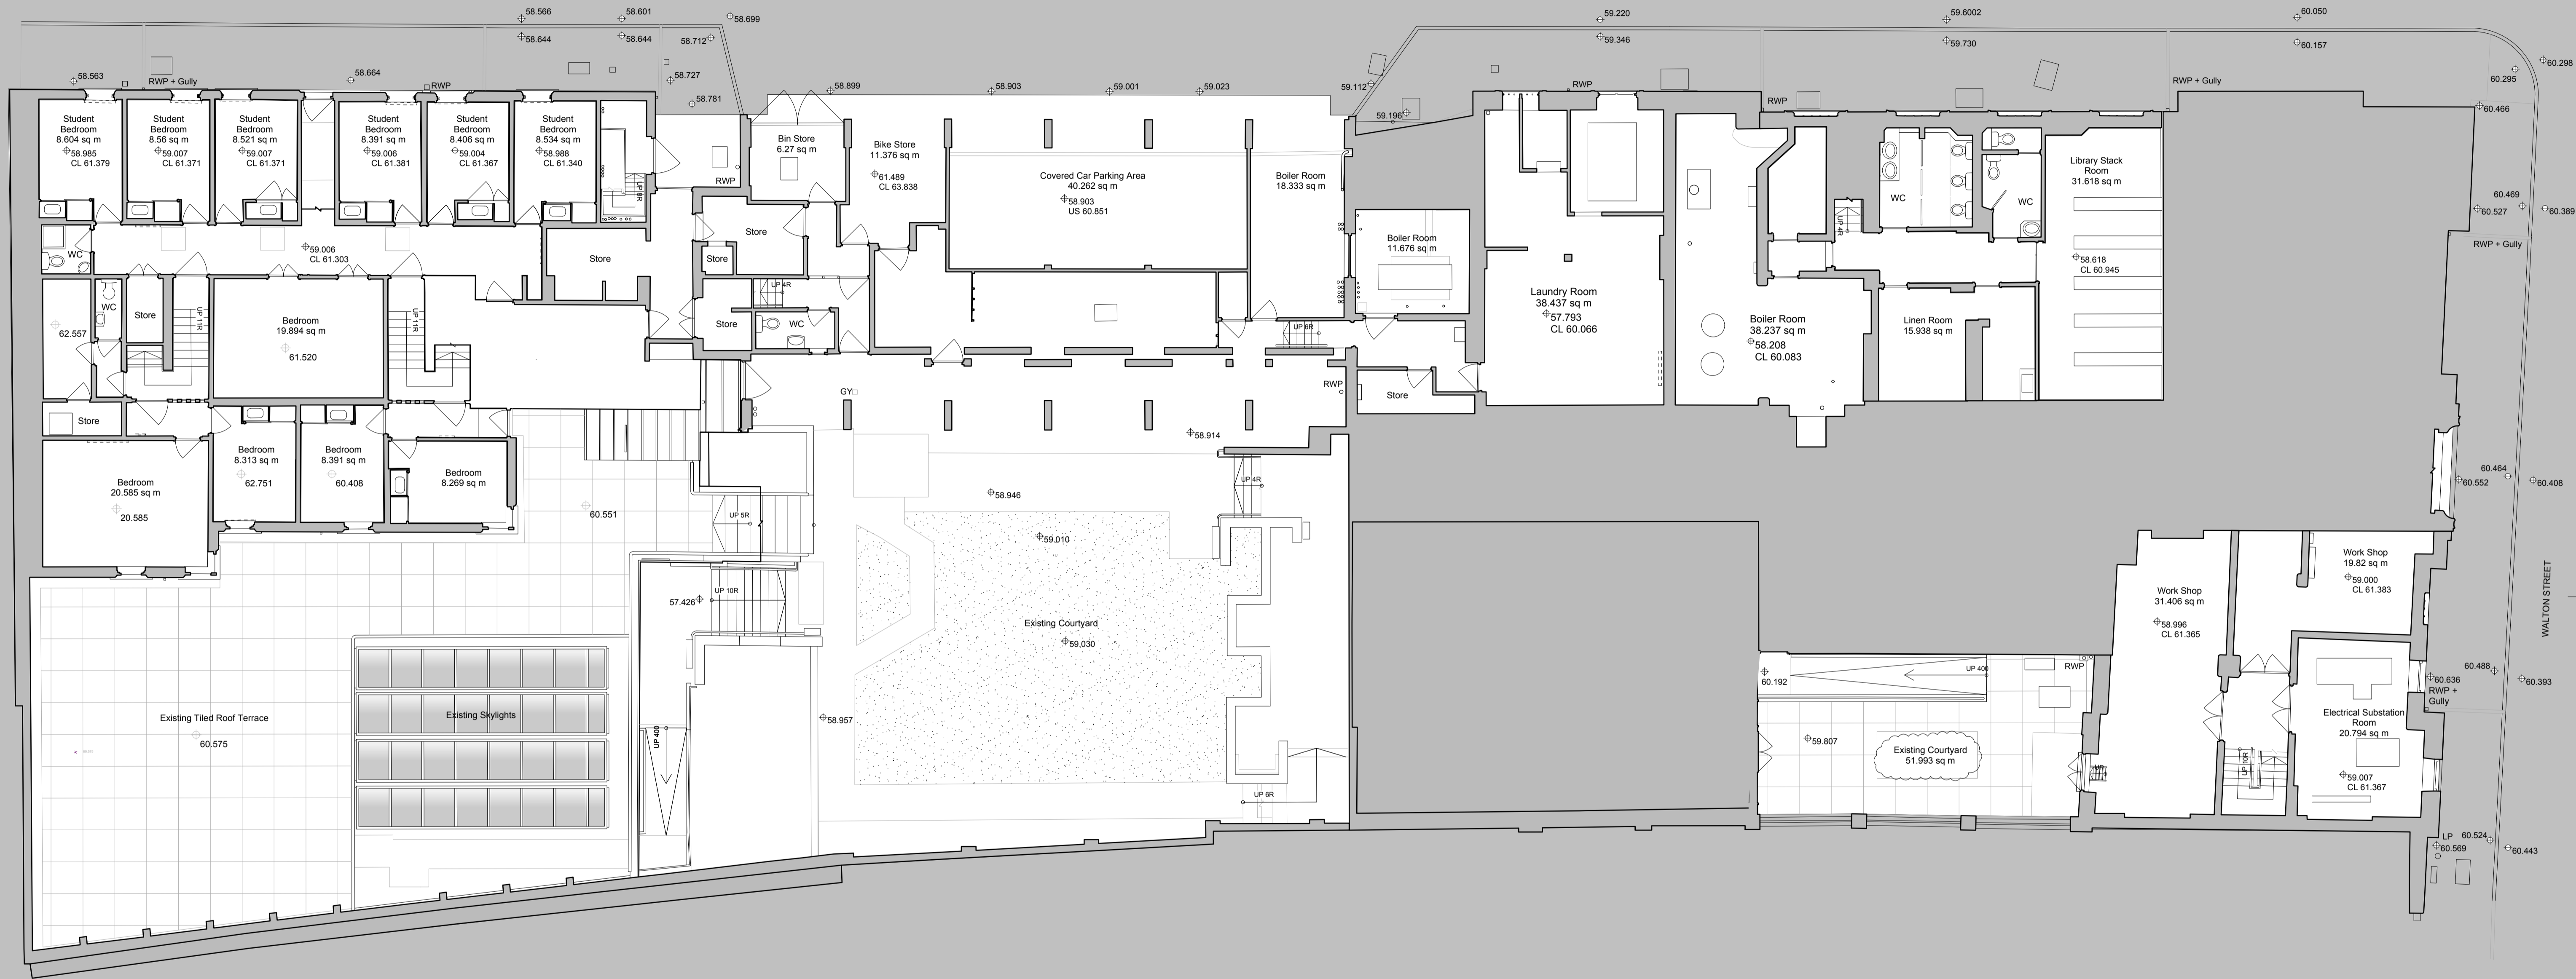 58.566
58.601
58.699
59.220
59.6002
60.050
58.644
58.644
58.712
59.346
59.730
60.157
60.298
60.295
58.563
RWP + Gully
58.664
RWP
58.727
58.781
58.899
58.903
59.001
59.023
59.112
59.196
RWP
RWP
RWP + Gully
60.466
Student
Bedroom
8.604 sq m
58.985
CL 61.379
Student
Bedroom
8.56 sq m
59.007
CL 61.371
Student
Bedroom
8.521 sq m
59.007
CL 61.371
Student
Bedroom
8.391 sq m
59.006
CL 61.381
Student
Bedroom
8.406 sq m
59.004
CL 61.367
Student
Bedroom
8.534 sq m
58.988
CL 61.340
UP 8R
RWP
Bin Store
6.27 sq m
Bike Store
11.376 sq m
61.489
CL 63.838
Covered Car Parking Area
40.262 sq m
58.903
US 60.851
Boiler Room
18.333 sq m
Boiler Room
11.676 sq m
Laundry Room
38.437 sq m
57.793
CL 60.066
Boiler Room
38.237 sq m
58.208
CL 60.083
UP 4R
WC
WC
Library Stack
Room
31.618 sq m
58.618
CL 60.945
Linen Room
15.938 sq m
60.469
60.527
60.389
RWP + Gully
WC
59.006
CL 61.303
Store
Store
Store
Store
UP 4R
WC
UP 6R
62.557
WC
Store
UP 11R
Bedroom
19.894 sq m
61.520
UP 11R
Store
GY
RWP
58.914
Store
Bedroom
20.585 sq m
20.585
Bedroom
8.313 sq m
62.751
Bedroom
8.391 sq m
60.408
Bedroom
8.269 sq m
60.551
UP 5R
58.946
UP 4R
59.010
57.426
UP 10R
Existing Courtyard
59.030
60.464
60.552
60.408
Work Shop
19.82 sq m
59.000
CL 61.383
Work Shop
31.406 sq m
58.996
CL 61.365
WALTON STREET
Existing Tiled Roof Terrace
60.575
Existing Skylights
UP 400
58.957
UP 6R
60.192
UP 400
RWP
59.807
Existing Courtyard
51.993 sq m
UP
UP 10R
Electrical Substation
Room
20.794 sq m
59.007
CL 61.367
60.488
60.636
RWP +
Gully
60.393
LP
60.524
60.569
60.443